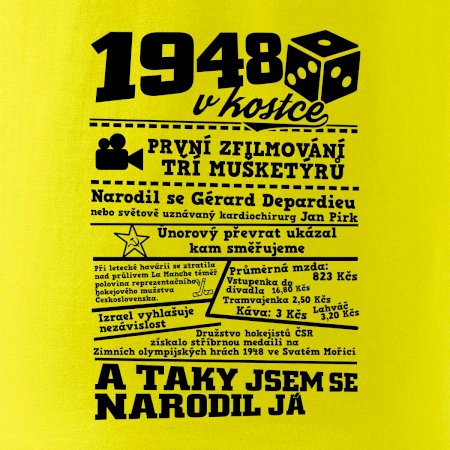 1948
v kostce
PRVNÍ ZFILMOVÁNÍ
TŘÍ MUŠKETÝRŮ
Narodil se Gérard Depardieu
nebo světově uznávaný kardiochirurg Jan Pirk
Únorový převrat ukázal
kam směřujeme
Při letecké havárii se ztratila
nad průlivem La Manche téměř
polovina reprezentačního
hokejového mužstva
Československa.
Průměrná mzda:
823 Kčs
Vstupenka do
divadla 16,80 Kčs
Tramvajenka 2,50 Kčs
Káva: 3 Kčs
Lahváč
3,20 Kčs
Izrael vyhlašuje
nezávislost
Družstvo hokejistů ČSR
získalo stříbrnou medaili na
Zimních olympijských hrách 1948 ve Svatém Mořici
A TAKY JSEM SE
NARODIL JÁ